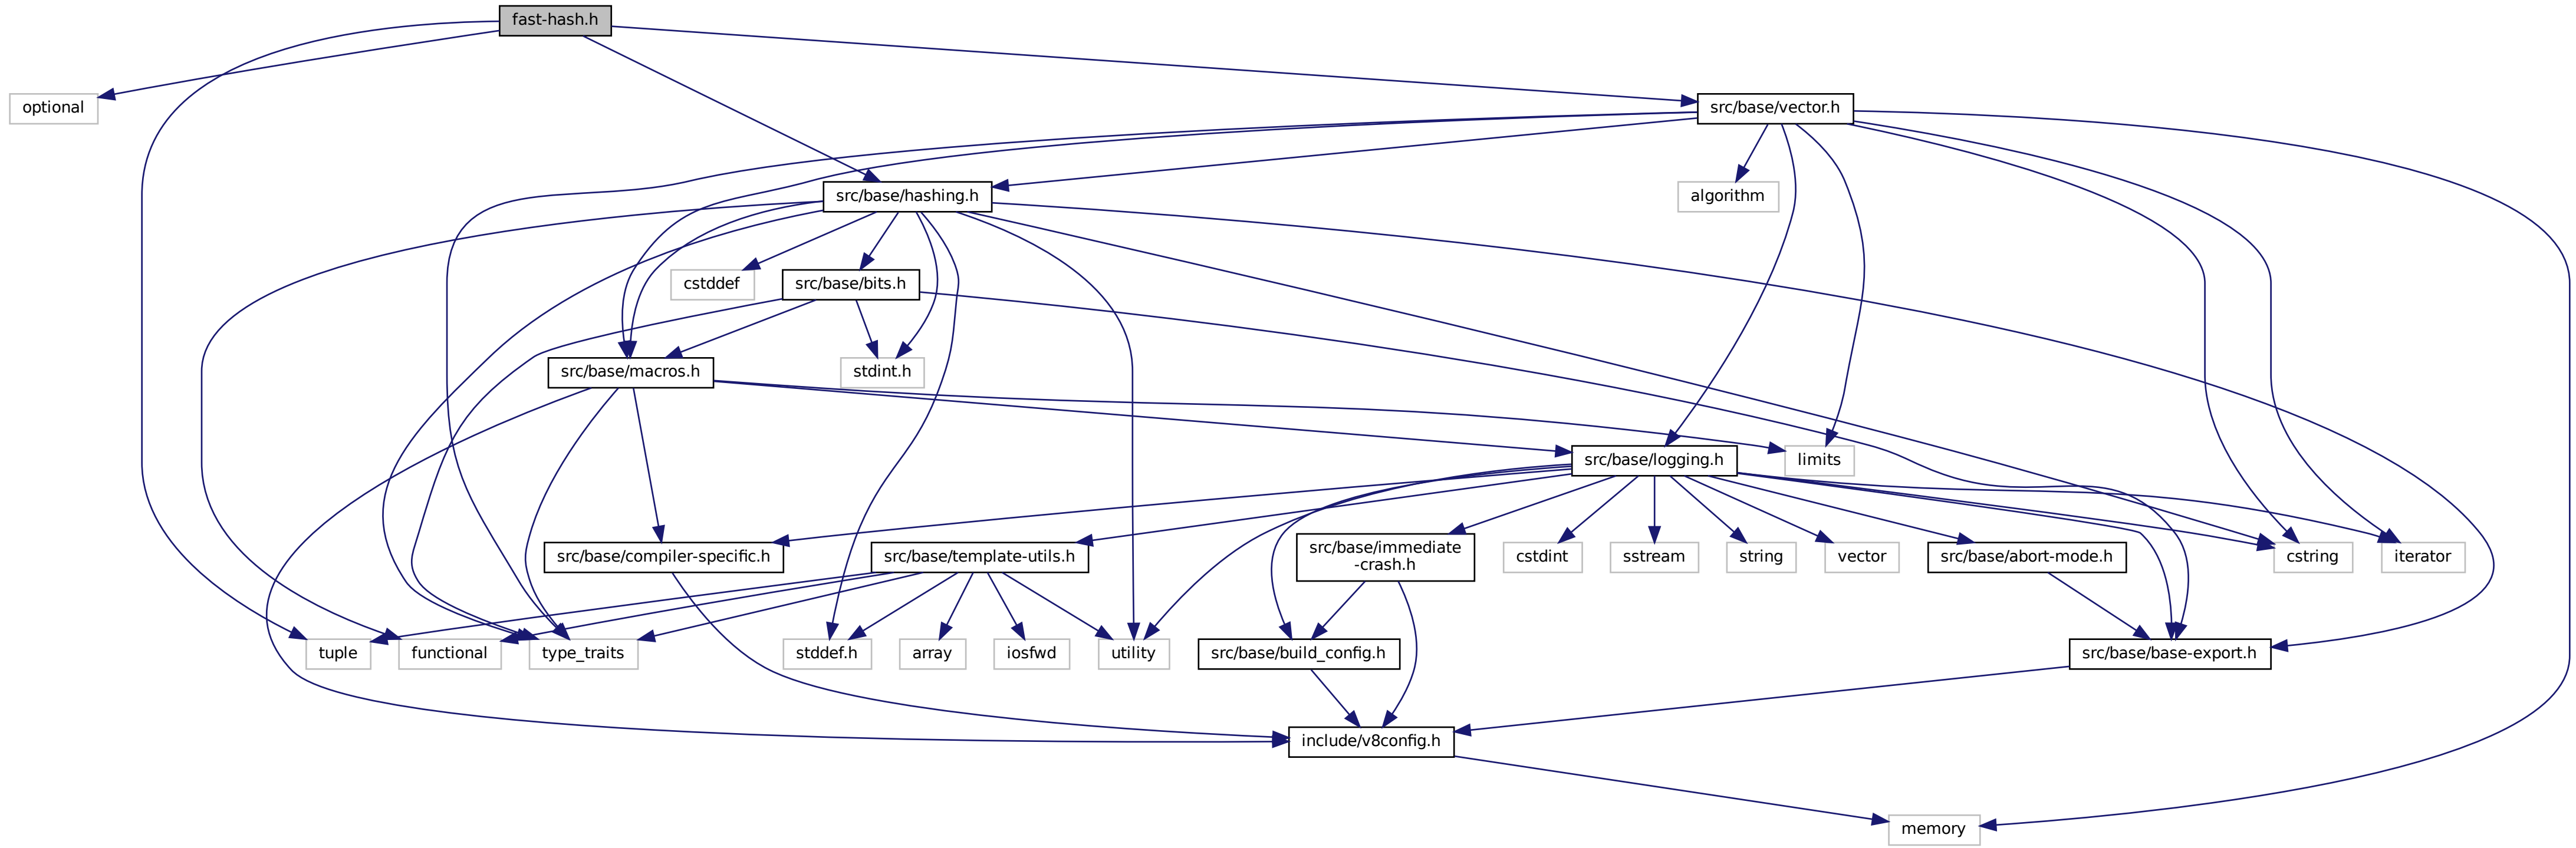 fast-hash.h
optional
src/base/vector.h
src/base/hashing.h
algorithm
cstddef
src/base/bits.h
src/base/macros.h
stdint.h
src/base/logging.h
limits
src/base/compiler-specific.h
src/base/template-utils.h
src/base/immediate
-crash.h
cstdint
sstream
string
vector
src/base/abort-mode.h
cstring
iterator
tuple
functional
type_traits
stddef.h
array
iosfwd
utility
src/base/build_config.h
src/base/base-export.h
include/v8config.h
memory